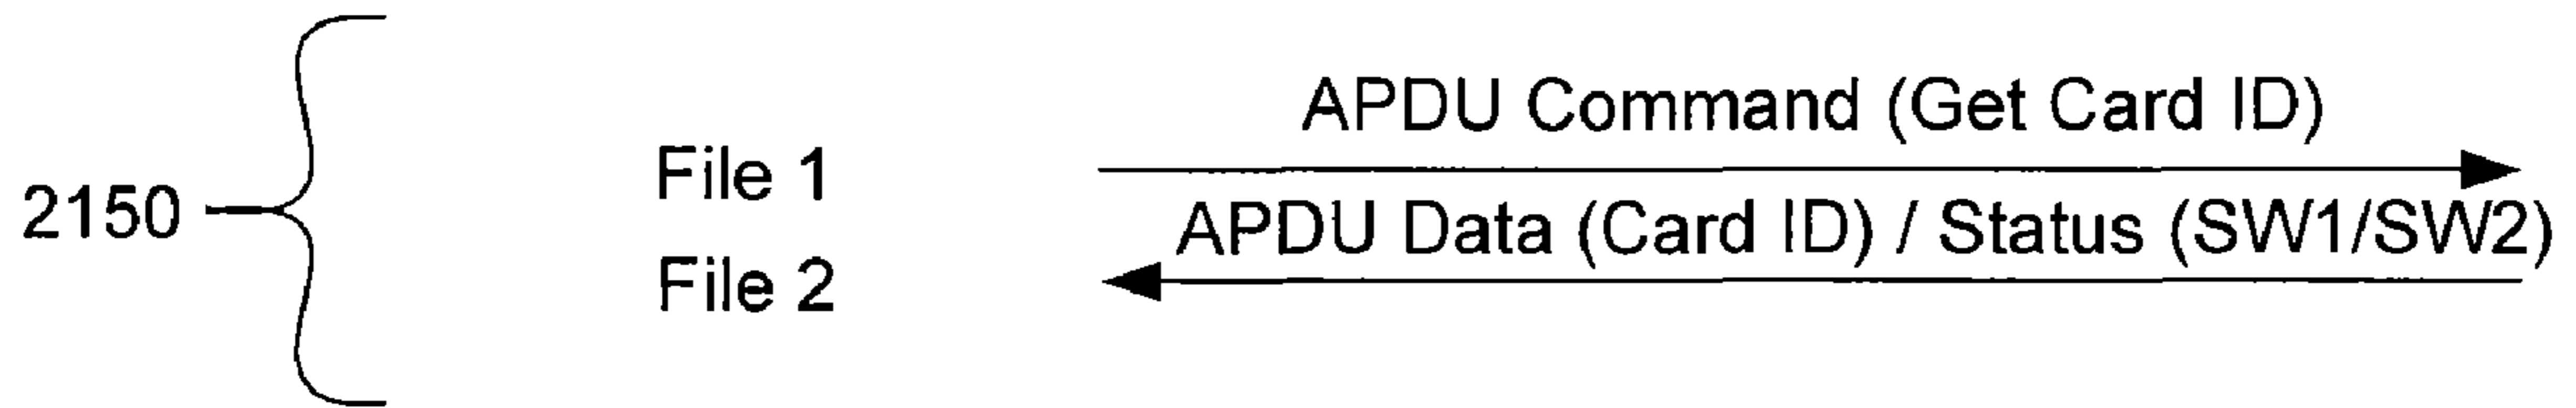 APDU Command (Get Card ID)
File 1
2150
APDU Data (Card ID) / Status (SW1/SW2)
File 2